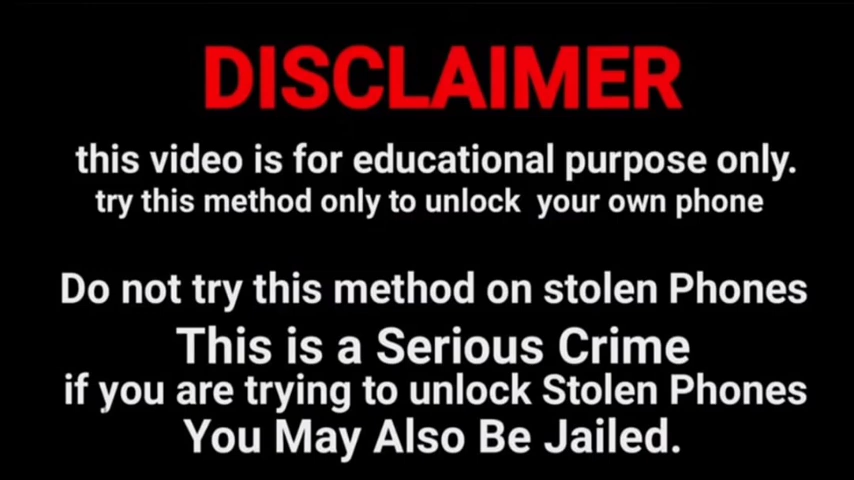 DISCLAIMER
this video is for educational purpose only.
try this method only to unlock your own phone
Do not try this method on stolen Phones
This is a Serious Crime
if you are trying to unlock Stolen Phones
You May Also Be Jailed.